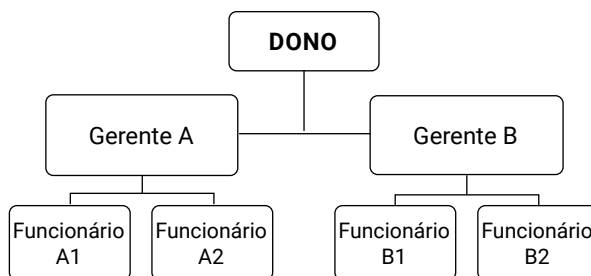 DONO
Gerente A
Gerente B
Funcionário
A1
Funcionário
A2
Funcionário
B1
Funcionário
B2